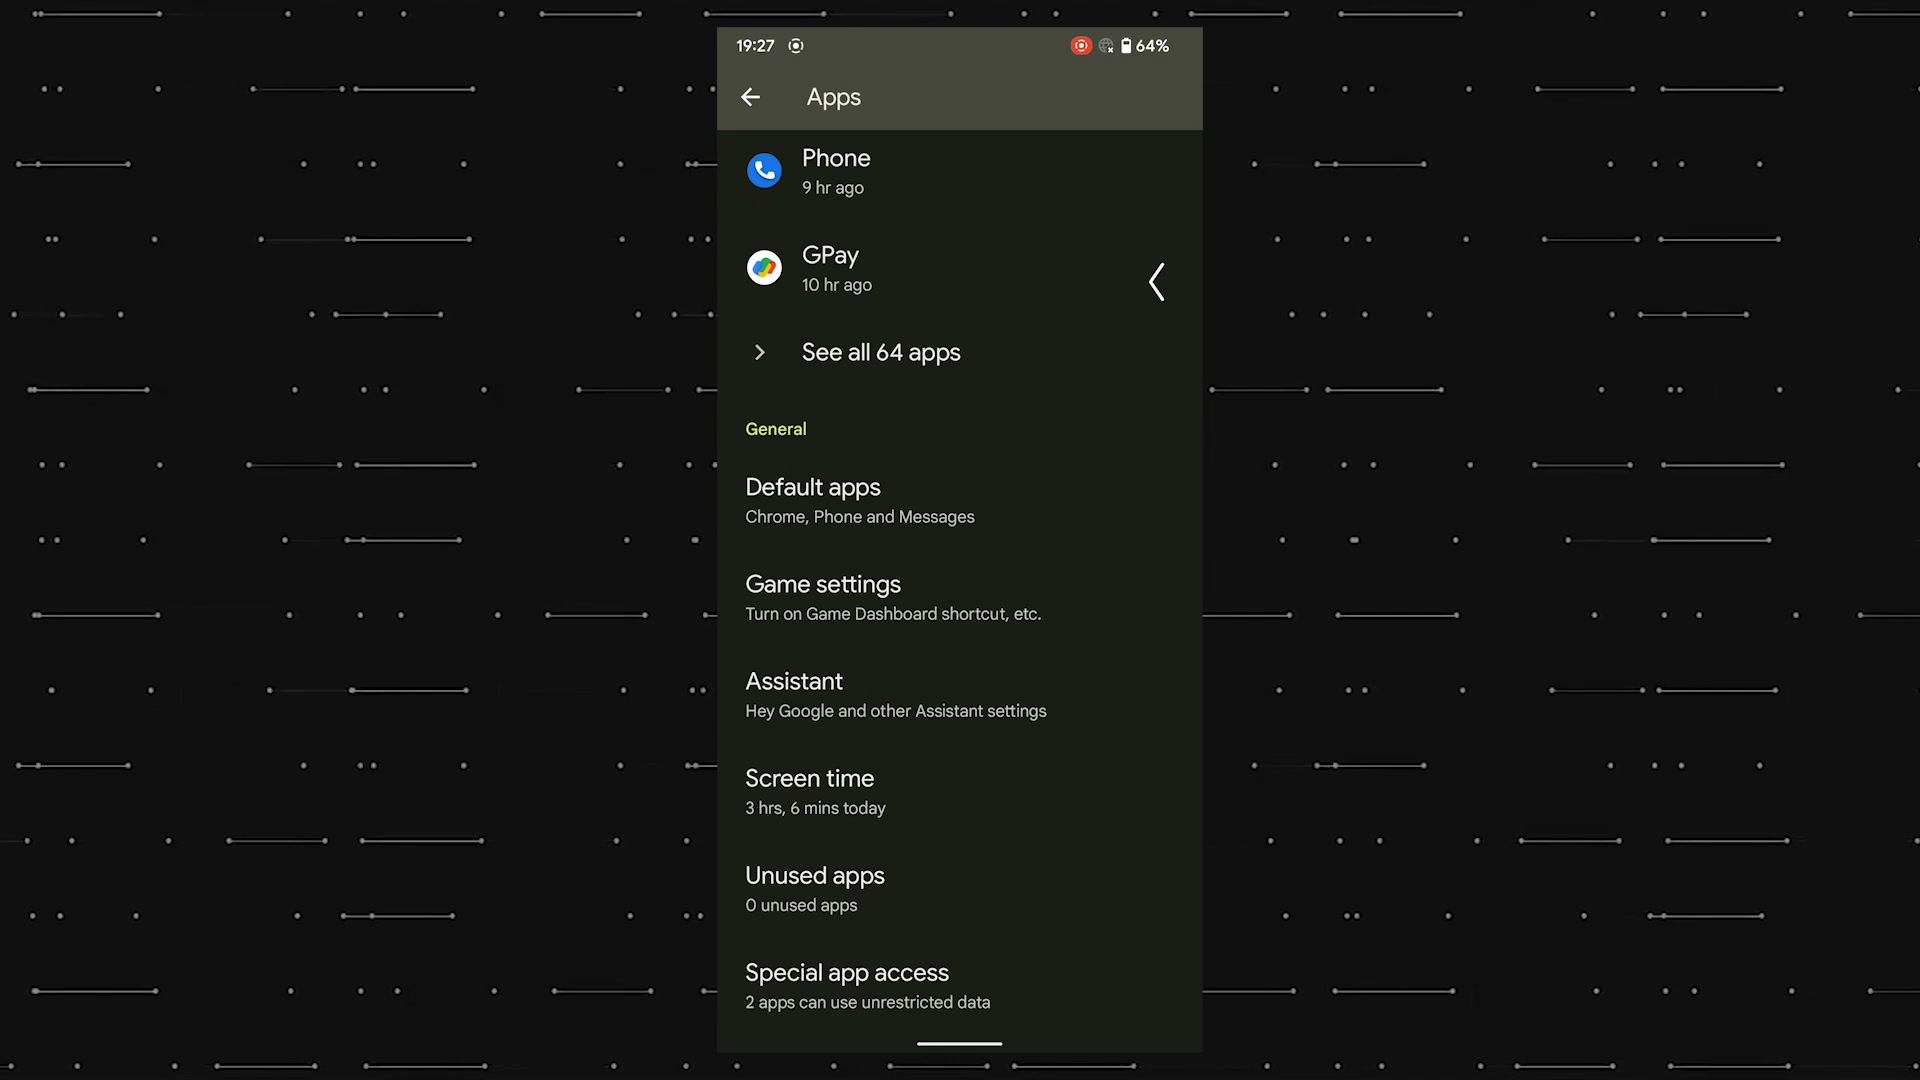 19:27
64%
Apps
Phone
9 hr ago
GPay
10 hr ago
See all 64 apps
General
Default apps
Chrome, Phone and Messages
Game settings
Turn on Game Dashboard shortcut, etc.
Assistant
Hey Google and other Assistant settings
Screen time
3 hrs, 6 mins today
Unused apps
0 unused apps
Special app access
2 apps can use unrestricted data